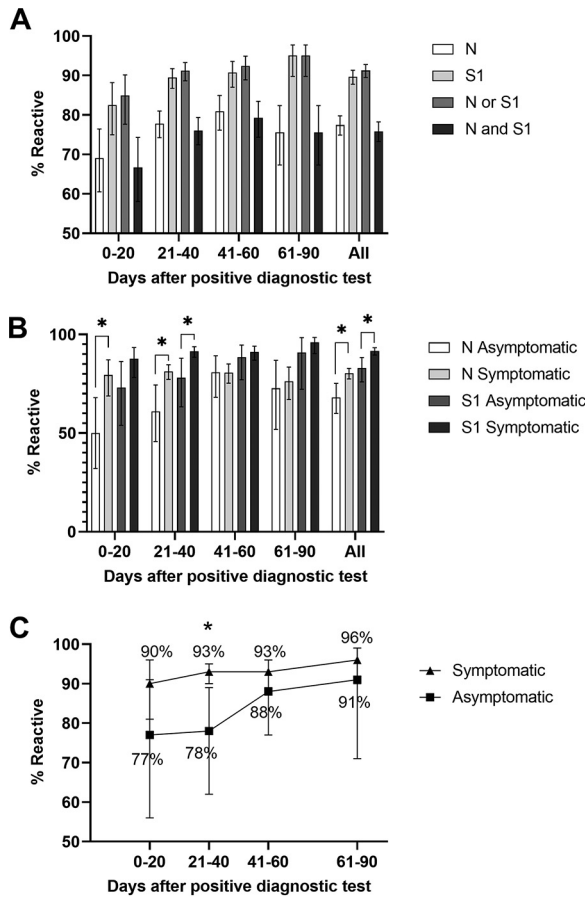 A
% Reactive
100
90
80
70
60
50
0-20 21-40 41-60 61-90 All
Days after positive diagnostic test
N
S1
N or S1
N and S1
B
% Reactive
100
50
0
* * * * *
0-20 21-40 41-60 61-90 All
Days after positive diagnostic test
N Asymptomatic
N Symptomatic
S1 Asymptomatic
S1 Symptomatic
C
% Reactive
100
90
80
70
60
50
*
90% 93% 93% 96%
77% 78% 88% 91%
0-20 21-40 41-60 61-90
Days after positive diagnostic test
Symptomatic
Asymptomatic